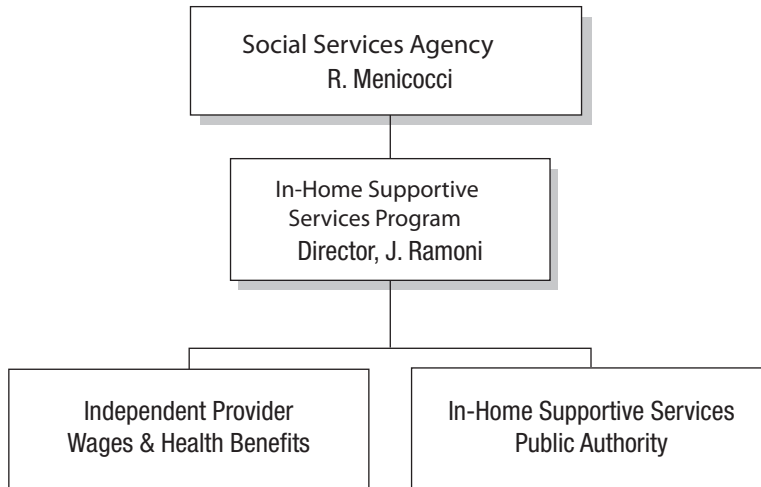 Social Services Agency
R. Menicocci
In-Home Supportive
Services Program
Director, J. Ramoni
Independent Provider
Wages & Health Benefits
In-Home Supportive Services
Public Authority